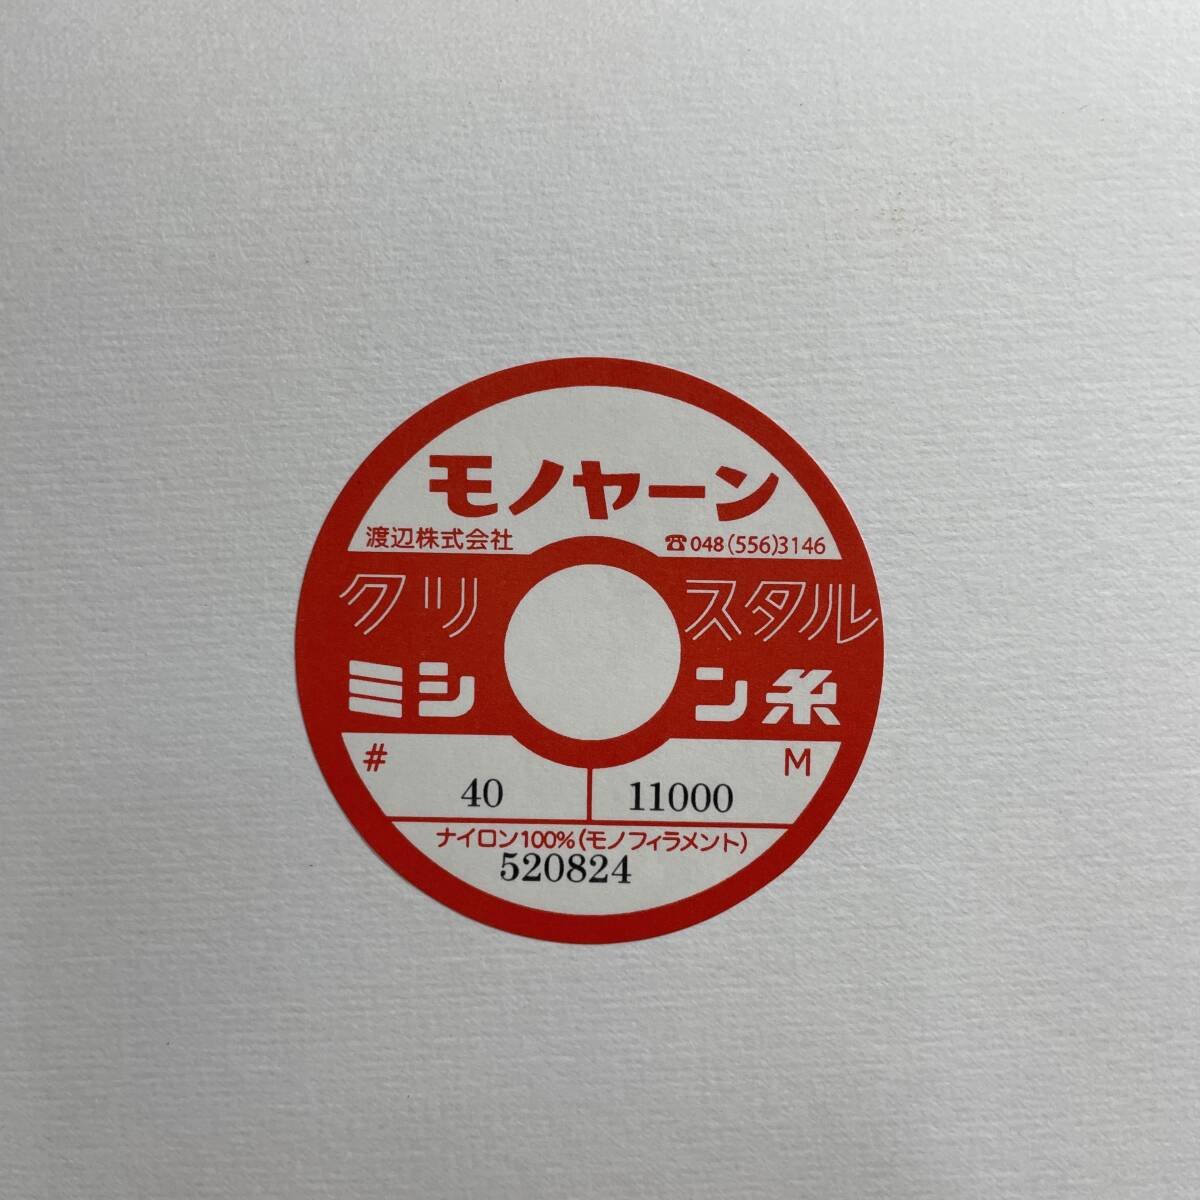 モノヤーン
渡辺株式会社 ☎048(556)3146
クリスタル
ミシン糸
# M
40 11000
ナイロン100%(モノフィラメント)
520824